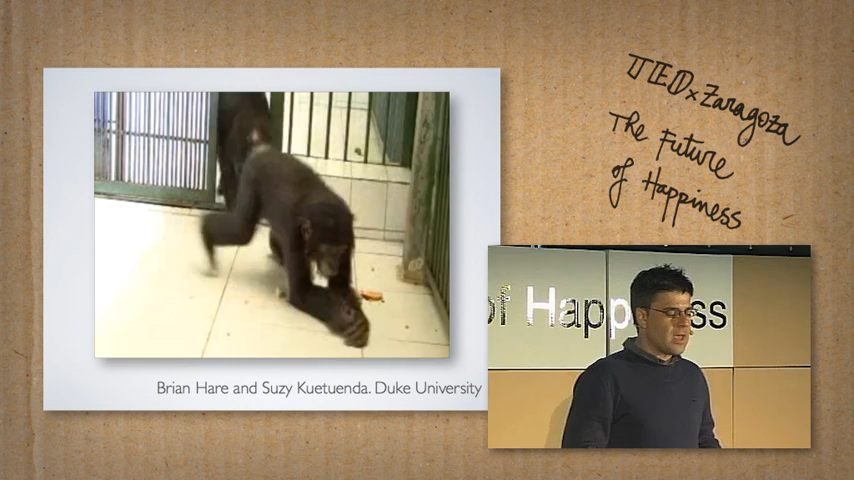 TEDxZaragoza
The Future
of Happiness
of Happiness
Brian Hare and Suzy Kuetuenda. Duke University